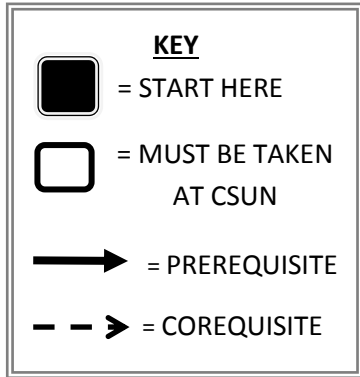 KEY
= START HERE
= MUST BE TAKEN
AT CSUN
= PREREQUISITE
= COREQUISITE